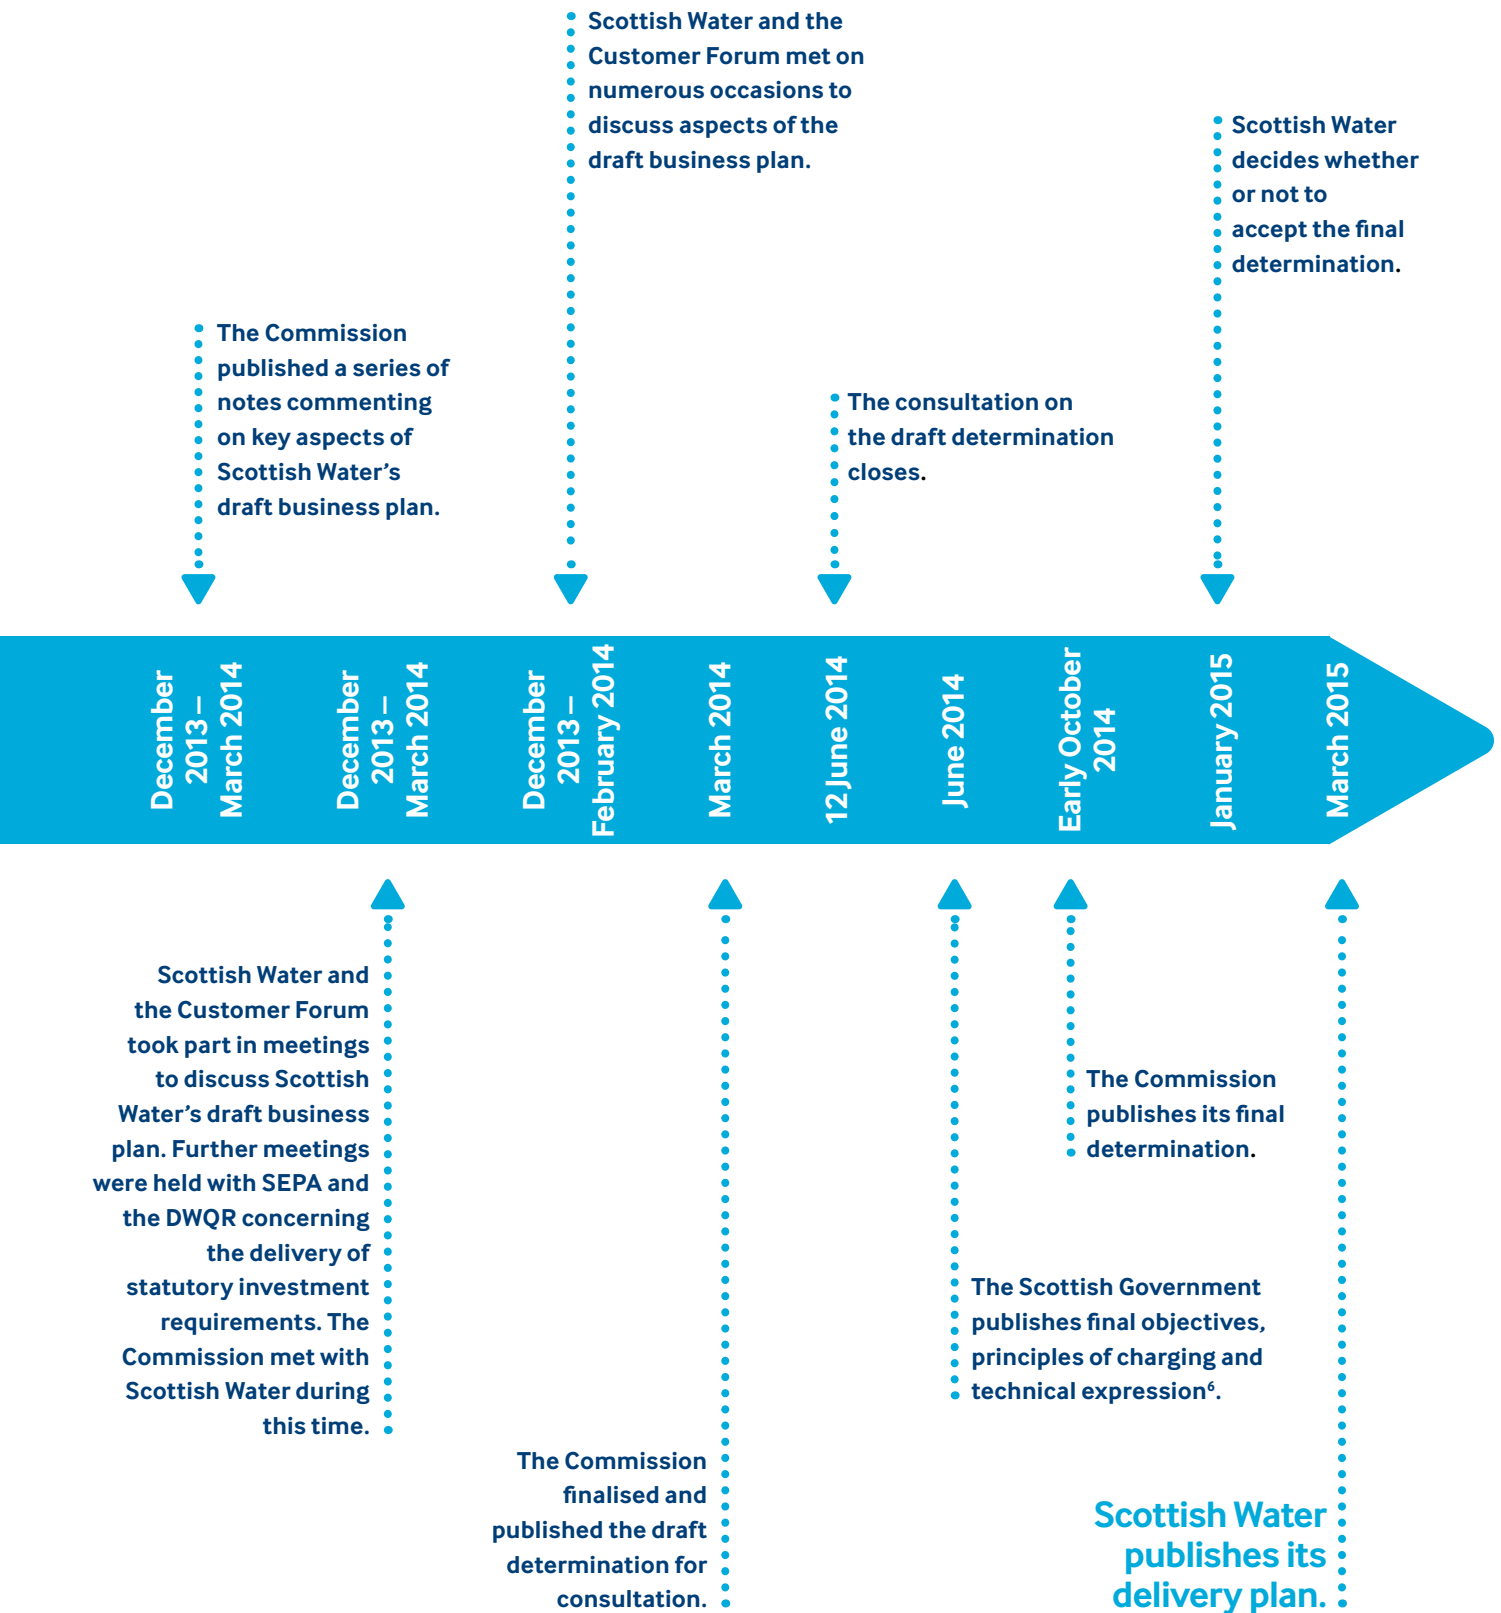 Scottish Water and the
Customer Forum met on
numerous occasions to
discuss aspects of the
draft business plan.
Scottish Water
decides whether
or not to
accept the final
determination.
The Commission
published a series of
notes commenting
on key aspects of
Scottish Water’s
draft business plan.
The consultation on
the draft determination
closes.
December
2013 –
March 2014
December
2013 –
March 2014
December
2013 –
February 2014
March 2014
12 June 2014
June 2014
Early October
2014
January 2015
March 2015
Scottish Water and
the Customer Forum
took part in meetings
to discuss Scottish
Water’s draft business
plan. Further meetings
were held with SEPA and
the DWQR concerning
the delivery of
statutory investment
requirements. The
Commission met with
Scottish Water during
this time.
The Commission
finalised and
published the draft
determination for
consultation.
The Scottish Government
publishes final objectives,
principles of charging and
technical expression⁶.
The Commission
publishes its final
determination.
Scottish Water
publishes its
delivery plan.